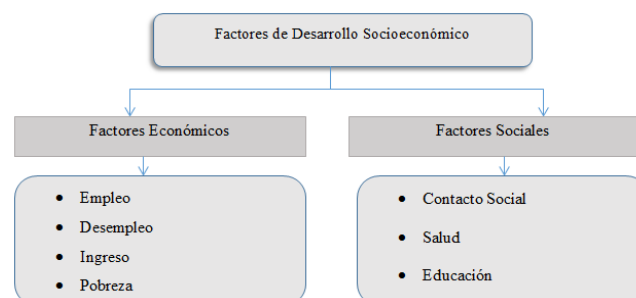 Factores de Desarrollo Socioeconómico
Factores Económicos
Factores Sociales
• Empleo
• Desempleo
• Ingreso
• Pobreza
• Contacto Social
• Salud
• Educación